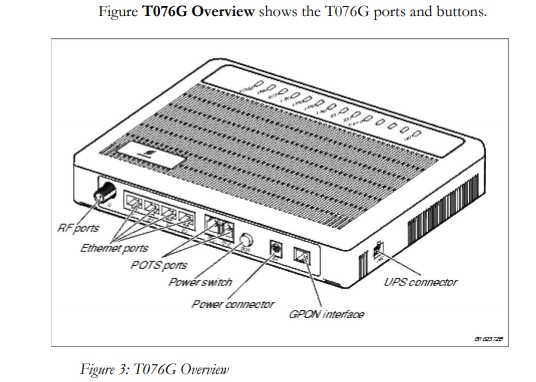 Figure T076G Overview shows the T076G ports and buttons.
RF ports
Ethernet ports
POTS ports
Power switch
Power connector
GPON interface
UPS connector
Figure 3: T076G Overview